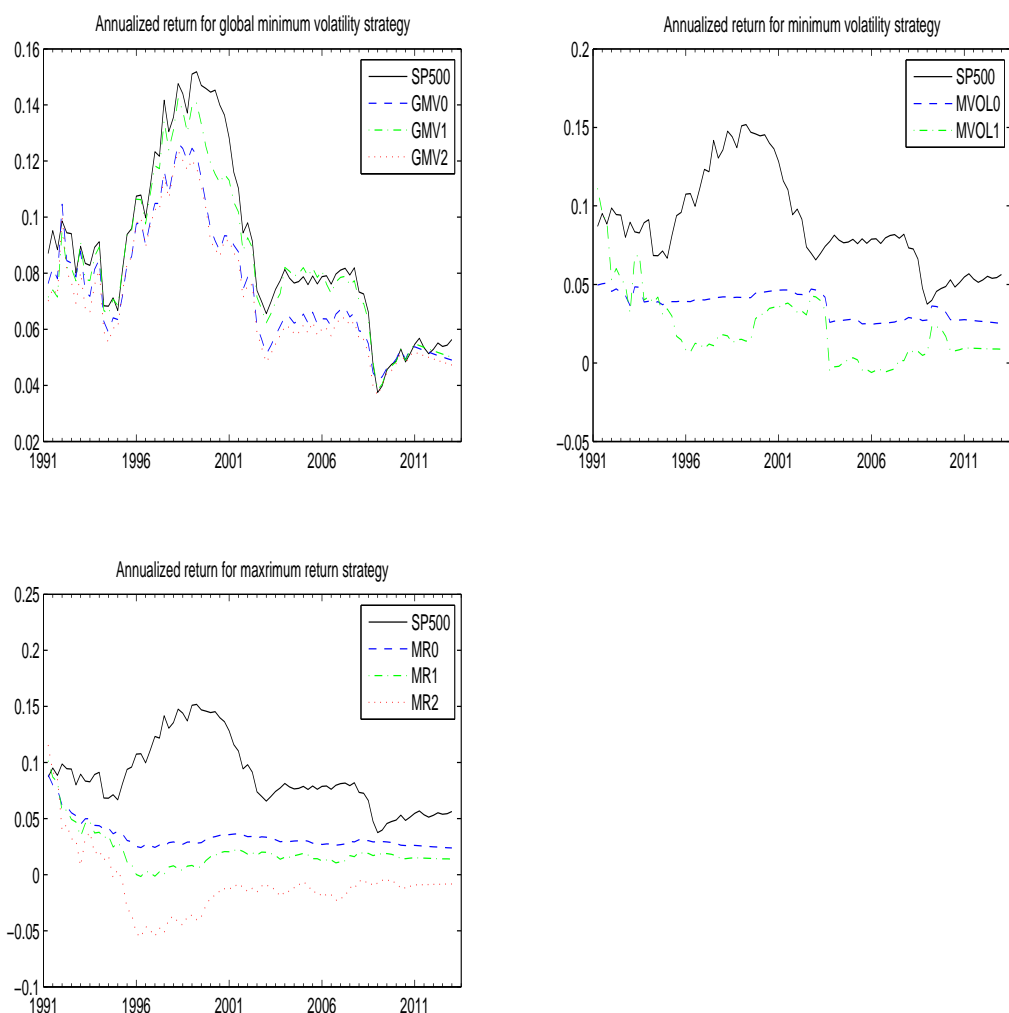 Annualized return for global minimum volatility strategy
0.16
0.14
0.12
0.1
0.08
0.06
0.04
0.02
1991 1996 2001 2006 2011
SP500
GMV0
GMV1
GMV2
Annualized return for minimum volatility strategy
0.2
0.15
0.1
0.05
0
−0.05
1991 1996 2001 2006 2011
SP500
MVOL0
MVOL1
Annualized return for maxrimum return strategy
0.25
0.2
0.15
0.1
0.05
0
−0.05
−0.1
1991 1996 2001 2006 2011
SP500
MR0
MR1
MR2